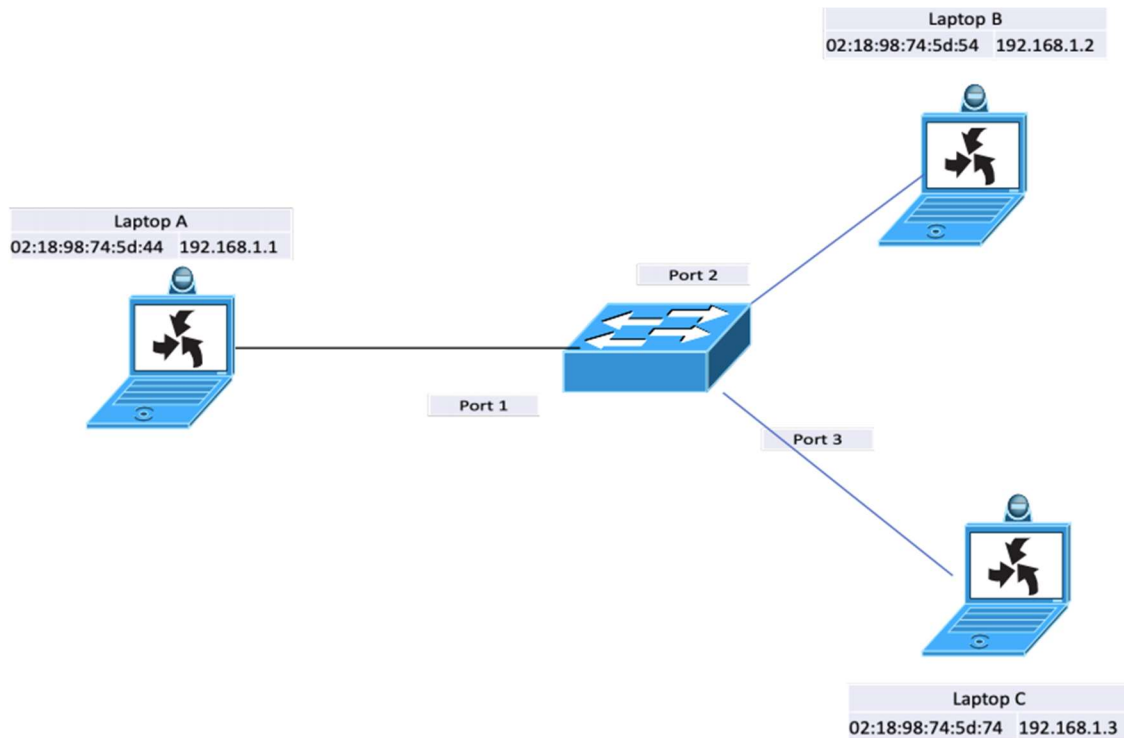 Laptop B
02:18:98:74:5d:54 192.168.1.2
Laptop A
02:18:98:74:5d:44 192.168.1.1
Port 2
Port 1
Port 3
Laptop C
02:18:98:74:5d:74 192.168.1.3